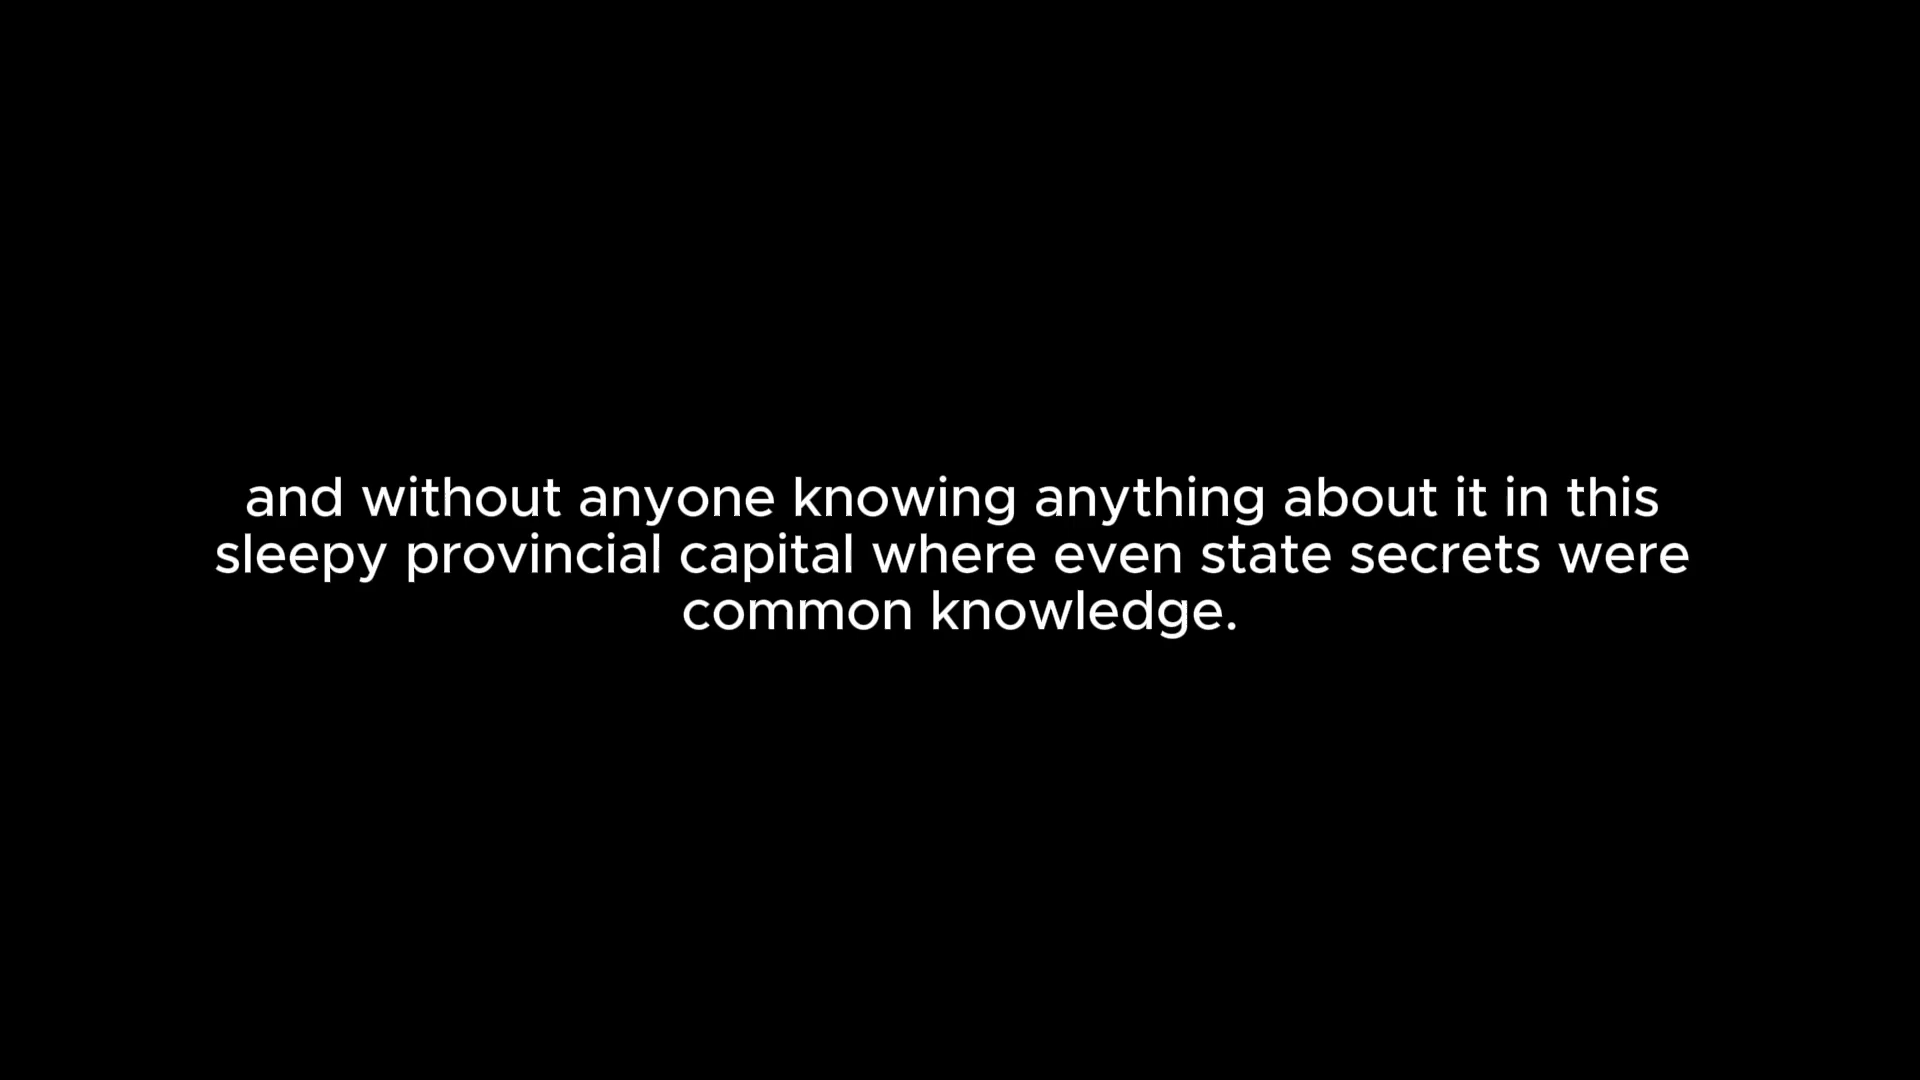 and without anyone knowing anything about it in this
sleepy provincial capital where even state secrets were
common knowledge.